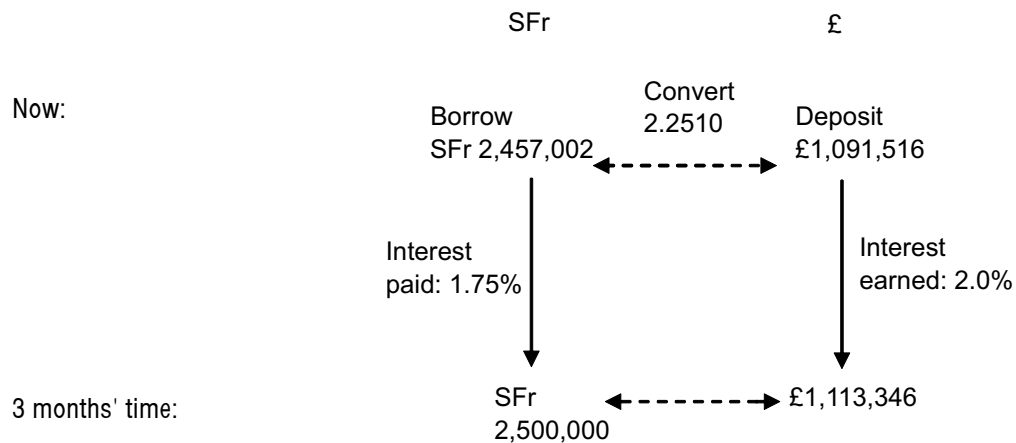 SFr £
Now:
Borrow
SFr 2,457,002
Convert
2.2510
Deposit
£1,091,516
Interest
paid: 1.75%
Interest
earned: 2.0%
3 months' time:
SFr
2,500,000
£1,113,346